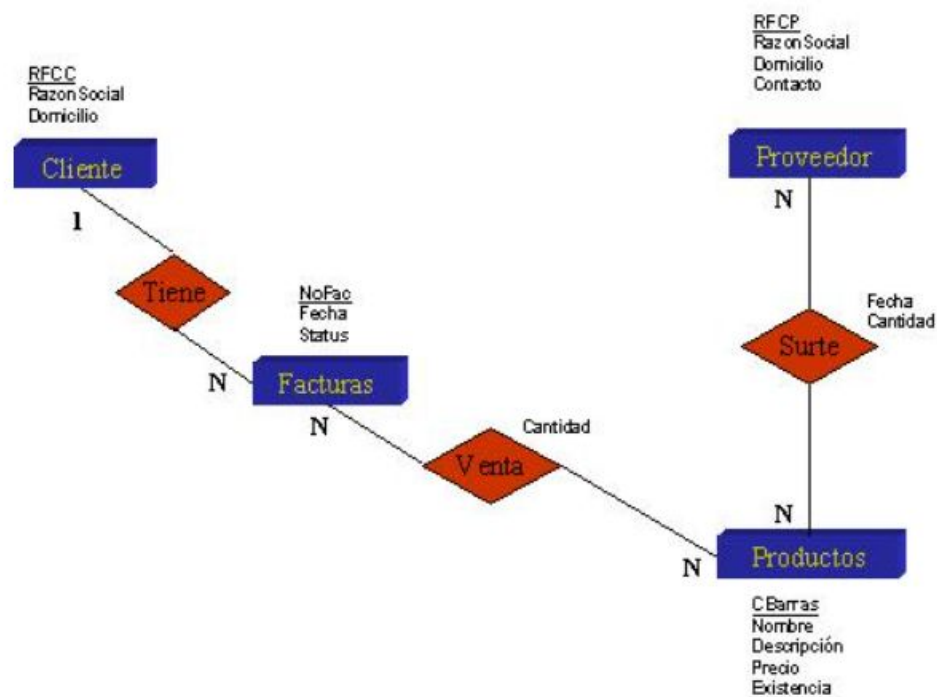 RFCC
Razon Social
Domicilio
Cliente
1
Tiene
N
NoFac
Fecha
Status
Facturas
N
Venta
Cantidad
N
RFCP
Razon Social
Domicilio
Contacto
Proveedor
N
Surte
Fecha
Cantidad
N
Productos
CBarras
Nombre
Descripción
Precio
Existencia